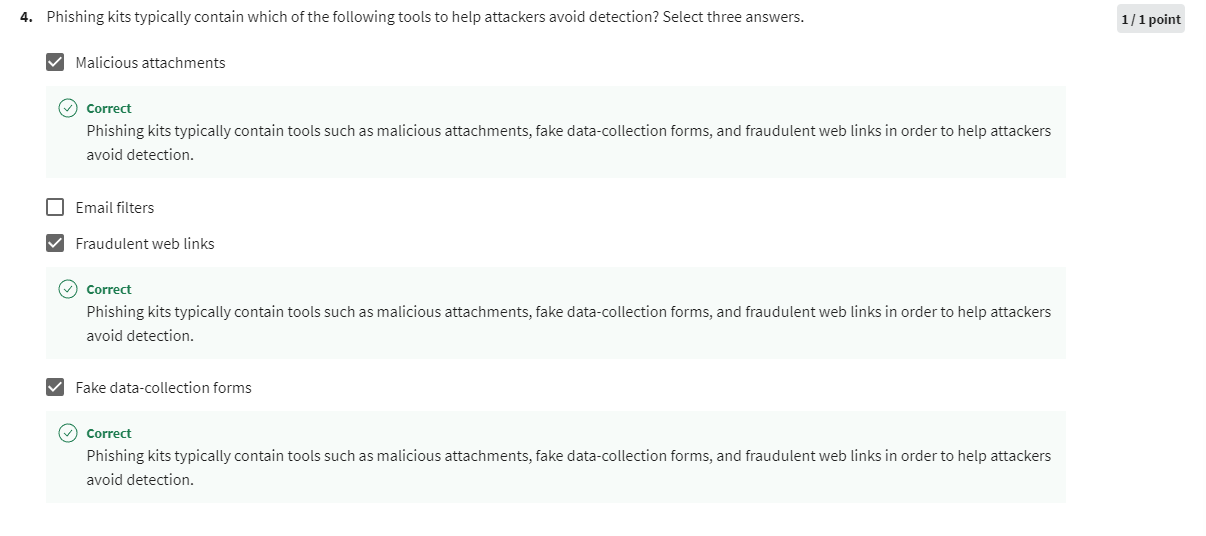 4. Phishing kits typically contain which of the following tools to help attackers avoid detection? Select three answers.
1 / 1 point
Malicious attachments
Correct
Phishing kits typically contain tools such as malicious attachments, fake data-collection forms, and fraudulent web links in order to help attackers
avoid detection.
Email filters
Fraudulent web links
Correct
Phishing kits typically contain tools such as malicious attachments, fake data-collection forms, and fraudulent web links in order to help attackers
avoid detection.
Fake data-collection forms
Correct
Phishing kits typically contain tools such as malicious attachments, fake data-collection forms, and fraudulent web links in order to help attackers
avoid detection.